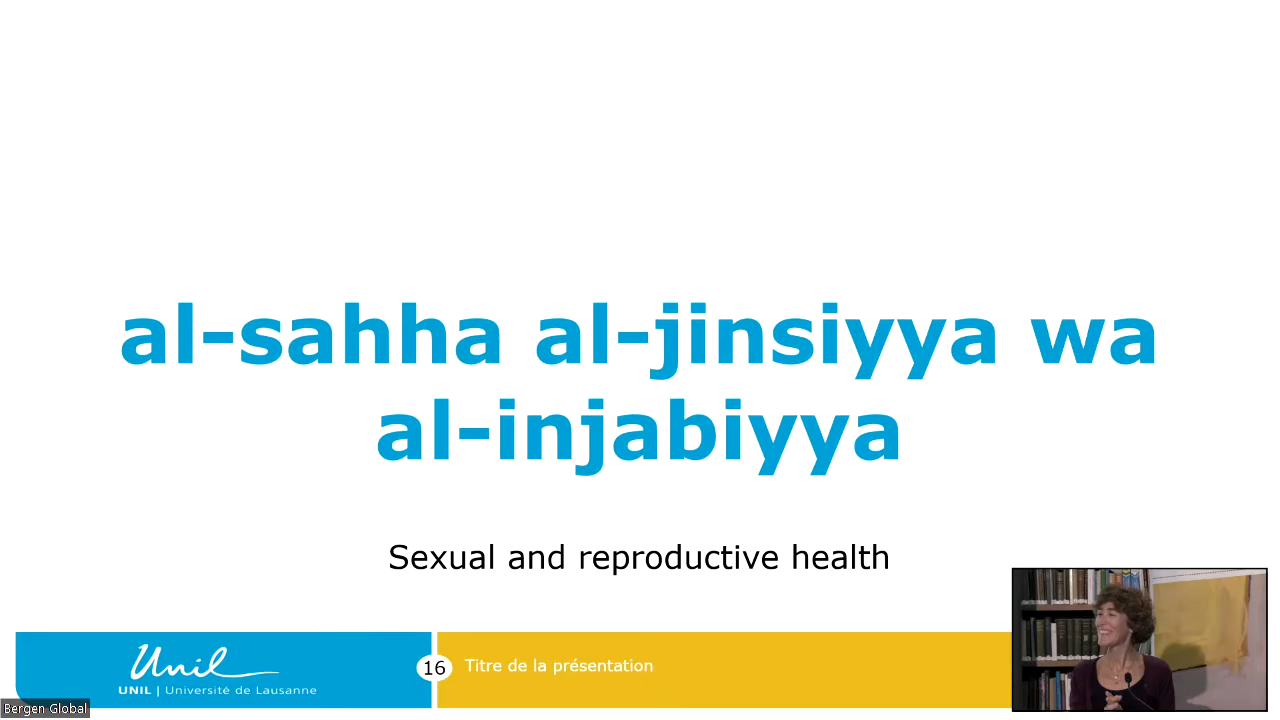 al-sahha al-jinsiyya wa
al-injabiyya
Sexual and reproductive health
Unil
UNIL | Université de Lausanne
16
Titre de la présentation
Bergen Global